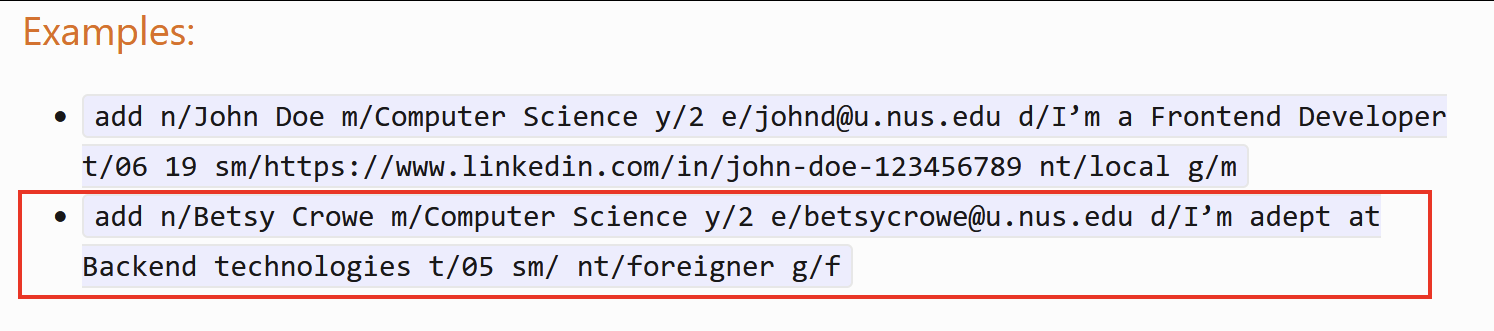 Examples:
add n/John Doe m/Computer Science y/2 e/johnd@u.nus.edu d/I’m a Frontend Developer
t/06 19 sm/https://www.linkedin.com/in/john-doe-123456789 nt/local g/m
add n/Betsy Crowe m/Computer Science y/2 e/betsycrowe@u.nus.edu d/I’m adept at
Backend technologies t/05 sm/ nt/foreigner g/f